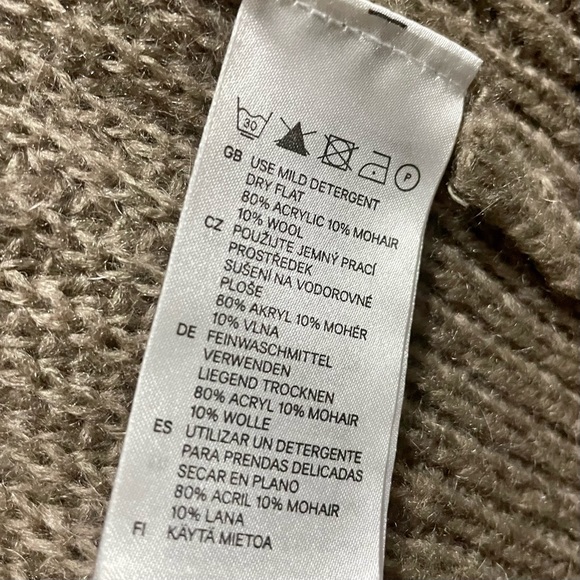 30
P
GB USE MILD DETERGENT
DRY FLAT
80% ACRYLIC 10% MOHAIR
10% WOOL
CZ POUŽIJTE JEMNÝ PRACÍ
PROSTŘEDEK
SUŠENÍ NA VODOROVNÉ
PLOŠE
80% AKRYL 10% MOHÉR
10% VLNA
DE FEINWASCHMITTEL
VERWENDEN
LIEGEND TROCKNEN
80% ACRYL 10% MOHAIR
10% WOLLE
ES UTILIZAR UN DETERGENTE
PARA PRENDAS DELICADAS
SECAR EN PLANO
80% ACRIL 10% MOHAIR
10% LANA
FI KÄYTÄ MIETOA